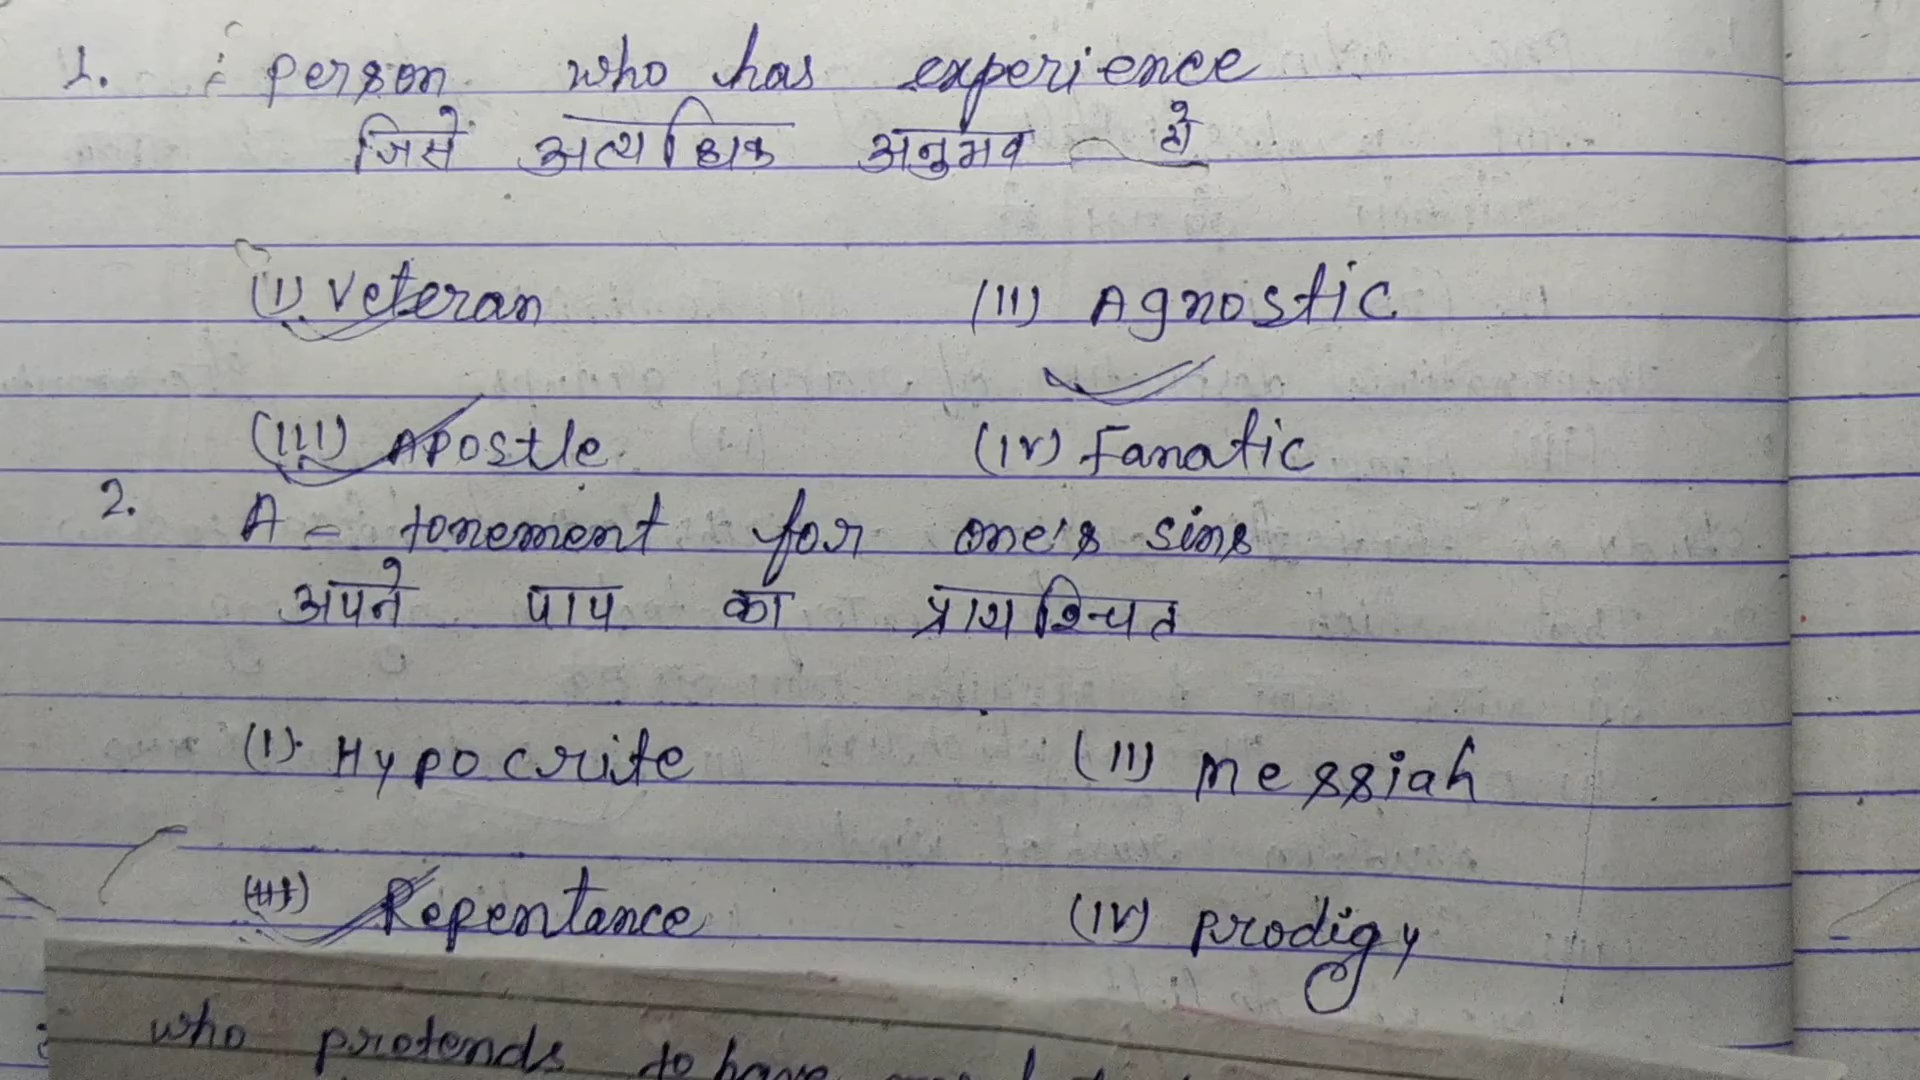 1. person who has experience
जिसे अत्यधिक अनुभव हो
(I) Veteran (II) Agnostic
(III) Apostle (IV) Fanatic
2. A - tonement for one's sins
अपने पाप का प्रायश्चित
(I) Hypocrite (II) Messiah
(III) Repentance (IV) Prodigy
who pretends to have